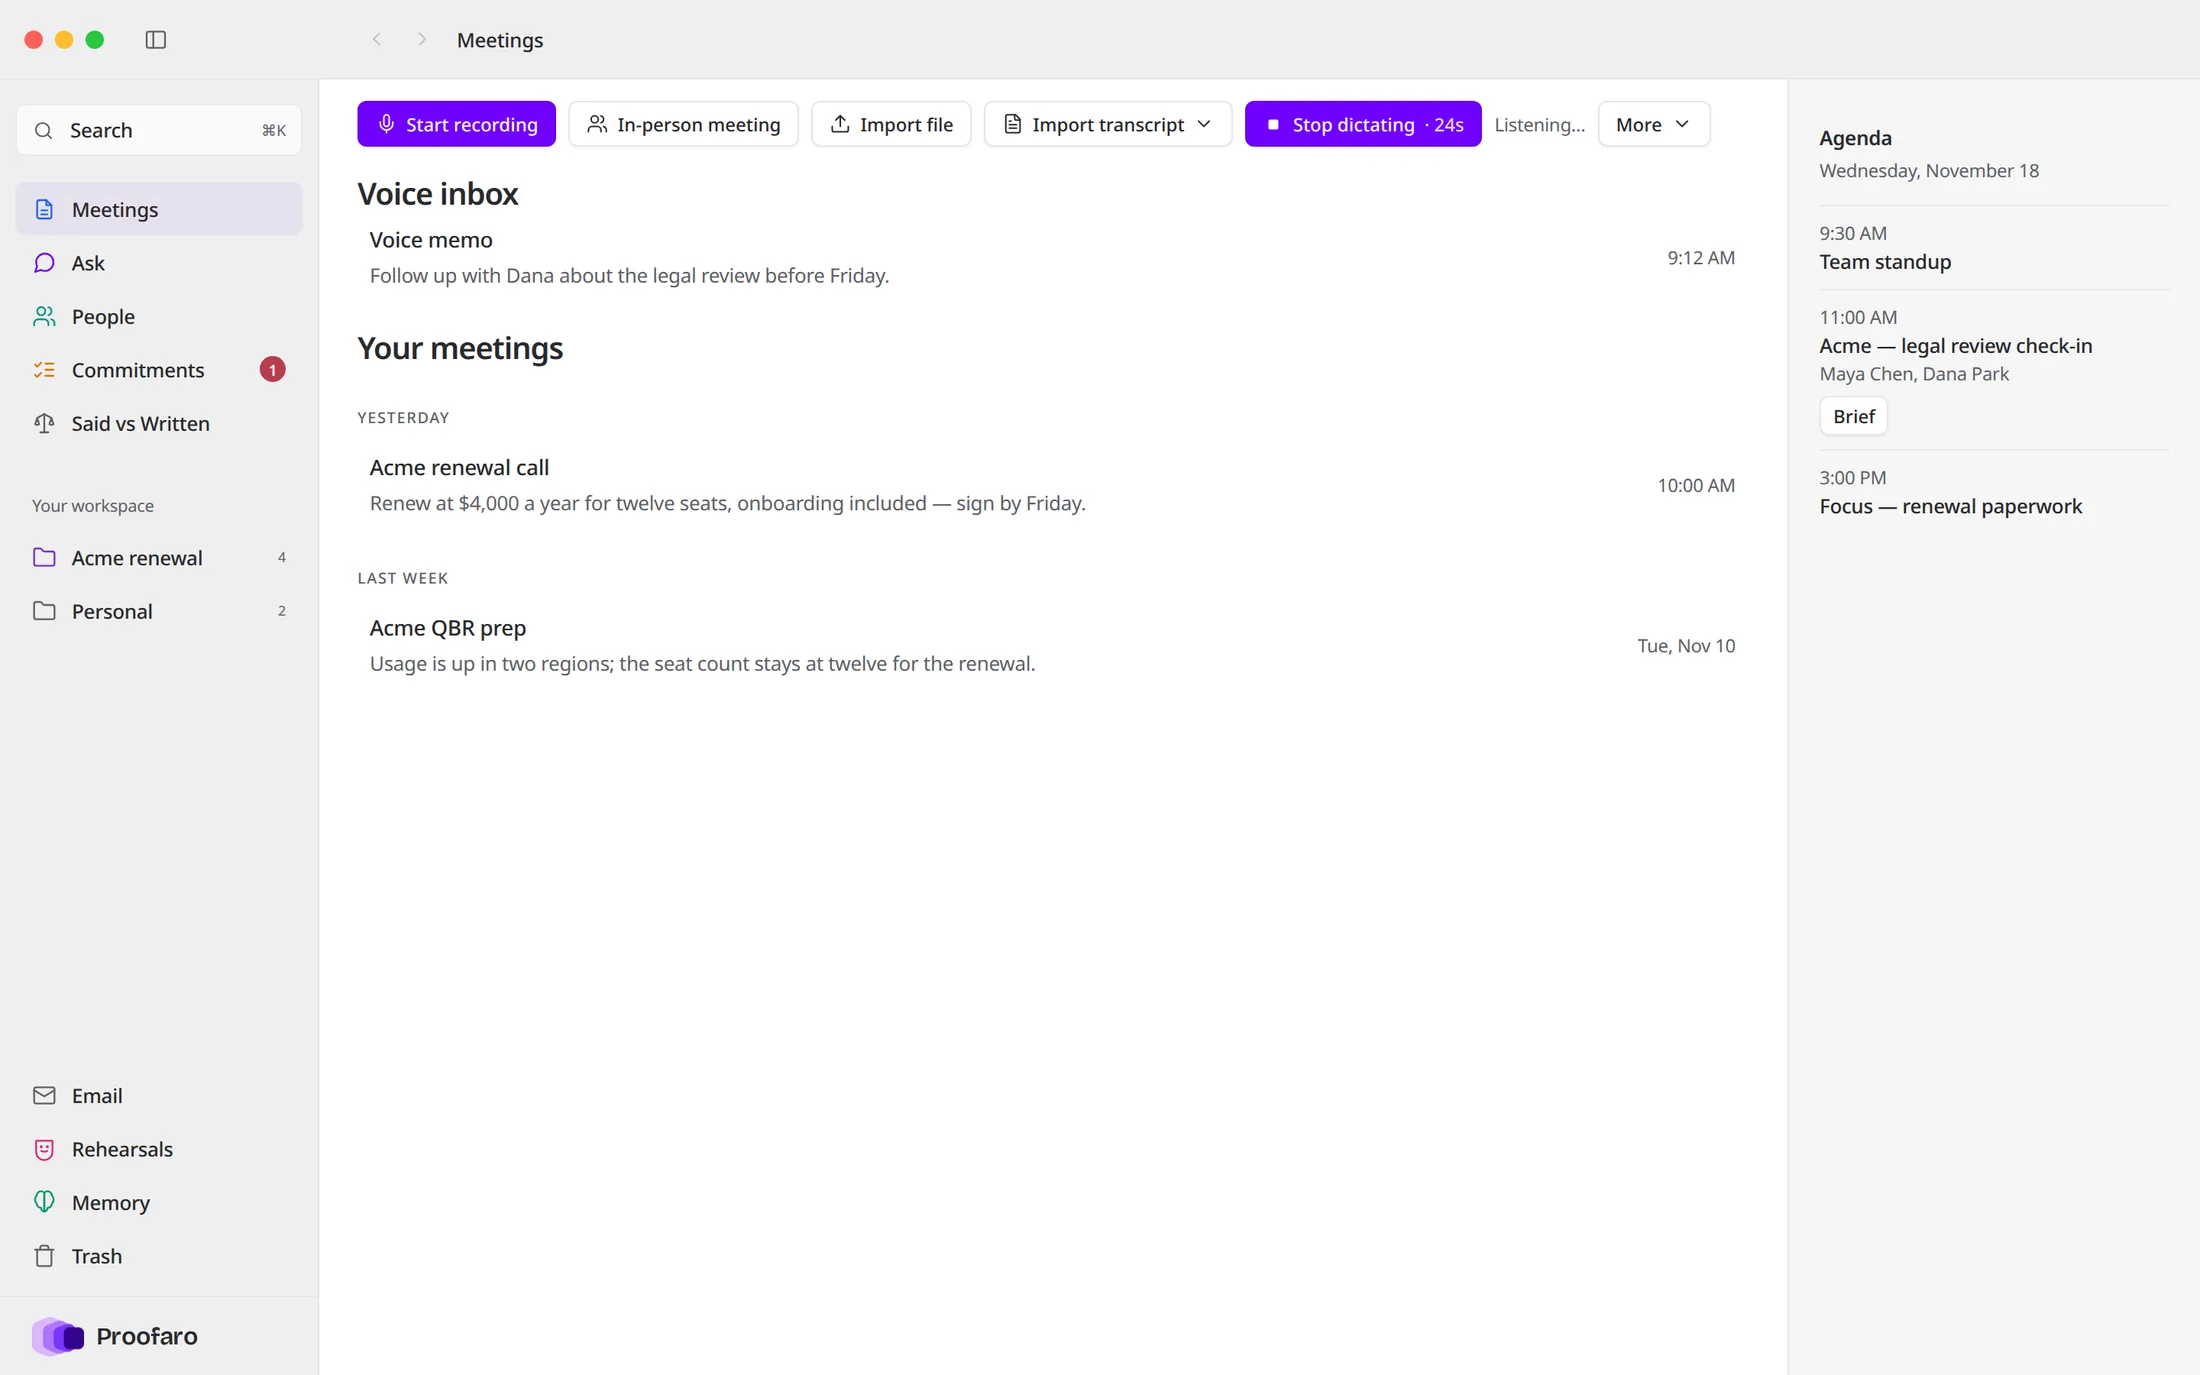 Meetings
Search ⌘K
Meetings
Ask
People
Commitments 1
Said vs Written
Your workspace
Acme renewal 4
Personal 2
Email
Rehearsals
Memory
Trash
Proofaro
Start recording
In-person meeting
Import file
Import transcript
Stop dictating · 24s
Listening...
More
Voice inbox
Voice memo
Follow up with Dana about the legal review before Friday.
9:12 AM
Your meetings
YESTERDAY
Acme renewal call
Renew at $4,000 a year for twelve seats, onboarding included — sign by Friday.
10:00 AM
LAST WEEK
Acme QBR prep
Usage is up in two regions; the seat count stays at twelve for the renewal.
Tue, Nov 10
Agenda
Wednesday, November 18
9:30 AM
Team standup
11:00 AM
Acme — legal review check-in
Maya Chen, Dana Park
Brief
3:00 PM
Focus — renewal paperwork